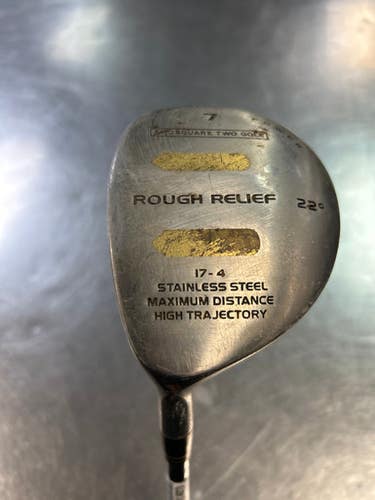 7
SQUARE TWO GOLF
ROUGH RELIEF
22°
17-4
STAINLESS STEEL
MAXIMUM DISTANCE
HIGH TRAJECTORY